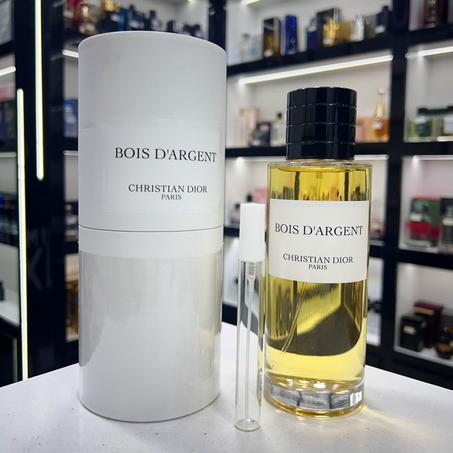 BOIS D'ARGENT
CHRISTIAN DIOR
PARIS
BOIS D'ARGENT
CHRISTIAN DIOR
PARIS